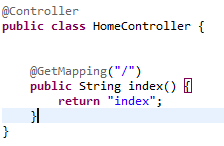 @Controller
public class HomeController {
@GetMapping("/")
public String index() {
return "index";
}
}